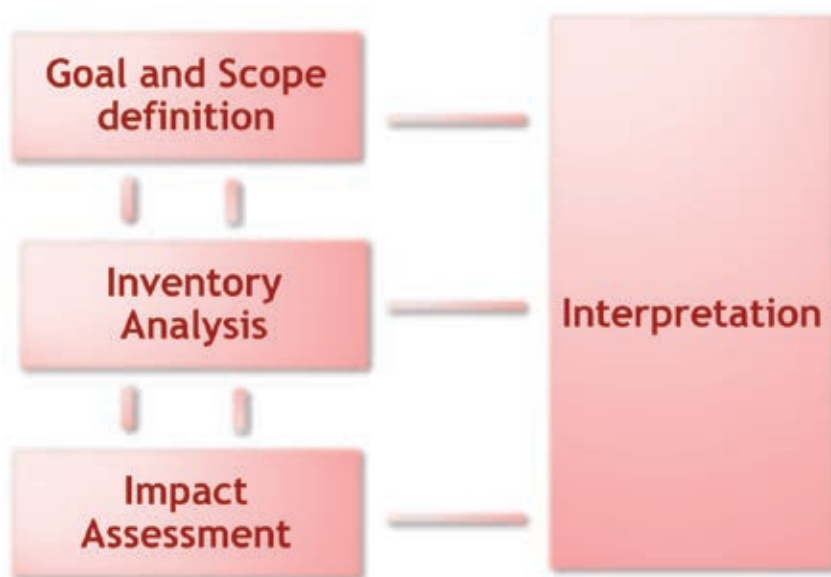 Goal and Scope
definition
Inventory
Analysis
Impact
Assessment
Interpretation